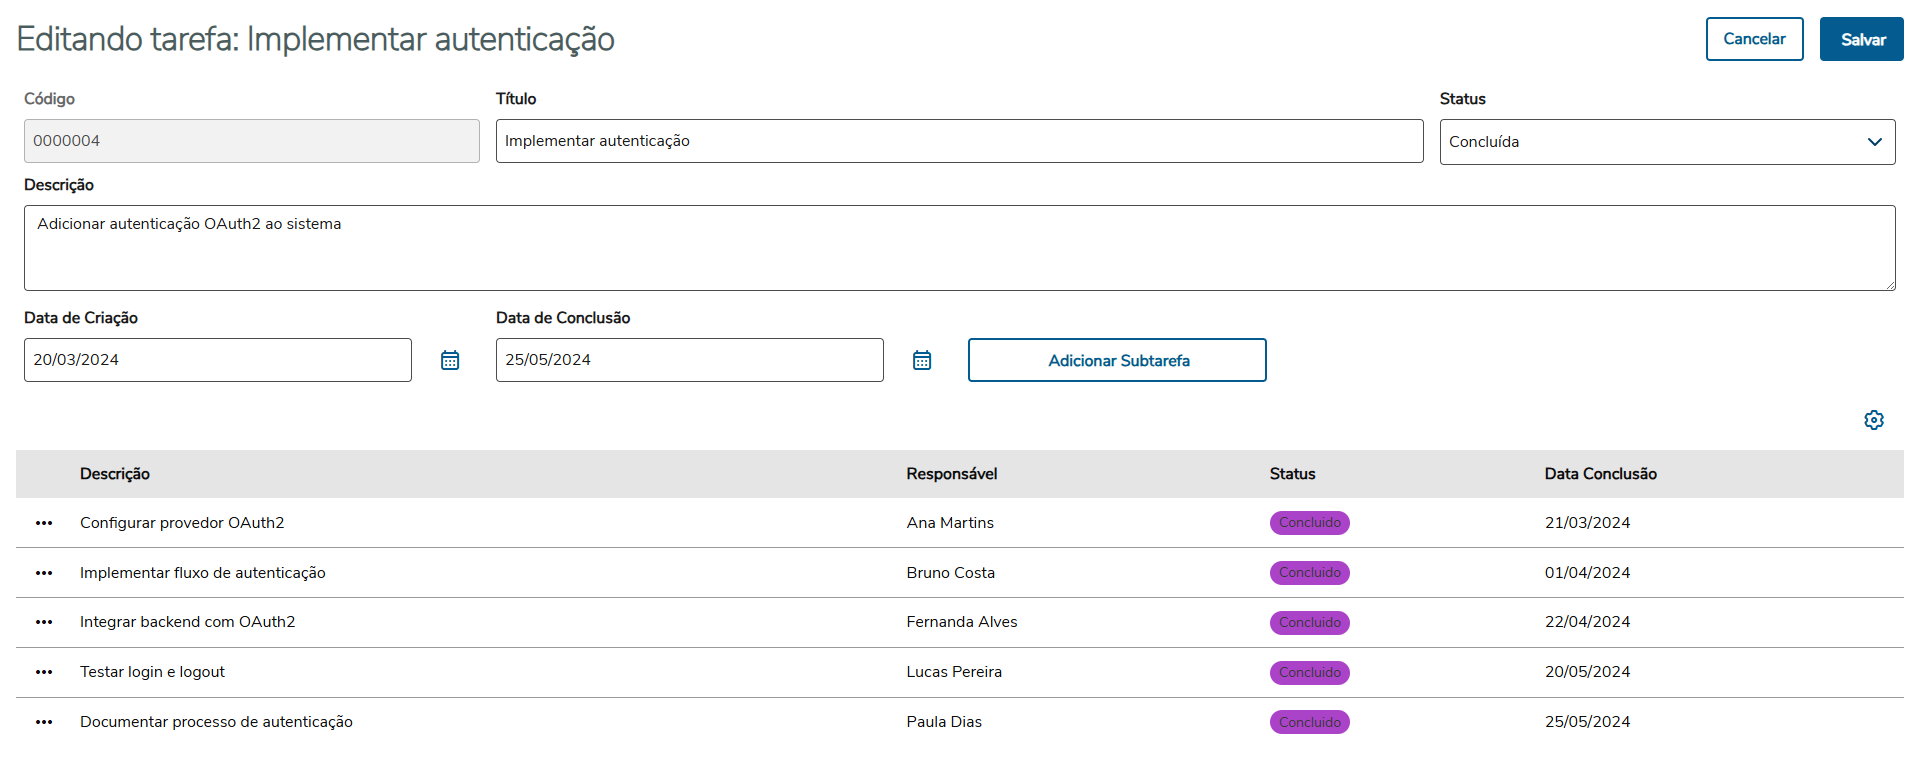 Editando tarefa: Implementar autenticação
Cancelar
Salvar
Código
Título
Status
0000004
Implementar autenticação
Concluída
Descrição
Adicionar autenticação OAuth2 ao sistema
Data de Criação
Data de Conclusão
20/03/2024
25/05/2024
Adicionar Subtarefa
Descrição Responsável Status Data Conclusão
Configurar provedor OAuth2 Ana Martins Concluido 21/03/2024
Implementar fluxo de autenticação Bruno Costa Concluido 01/04/2024
Integrar backend com OAuth2 Fernanda Alves Concluido 22/04/2024
Testar login e logout Lucas Pereira Concluido 20/05/2024
Documentar processo de autenticação Paula Dias Concluido 25/05/2024